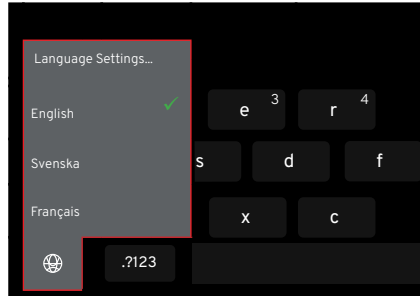 Language Settings...
English
e 3 r 4
Svenska
s d f
Français
x c
.?123